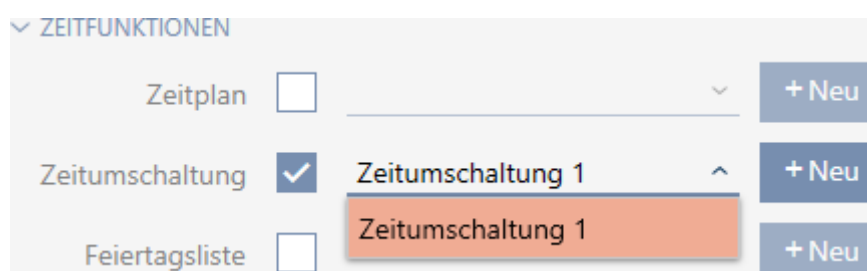 ZEITFUNKTIONEN
Zeitplan + Neu
Zeitumschaltung Zeitumschaltung 1 + Neu
Zeitumschaltung 1
Feiertagsliste + Neu